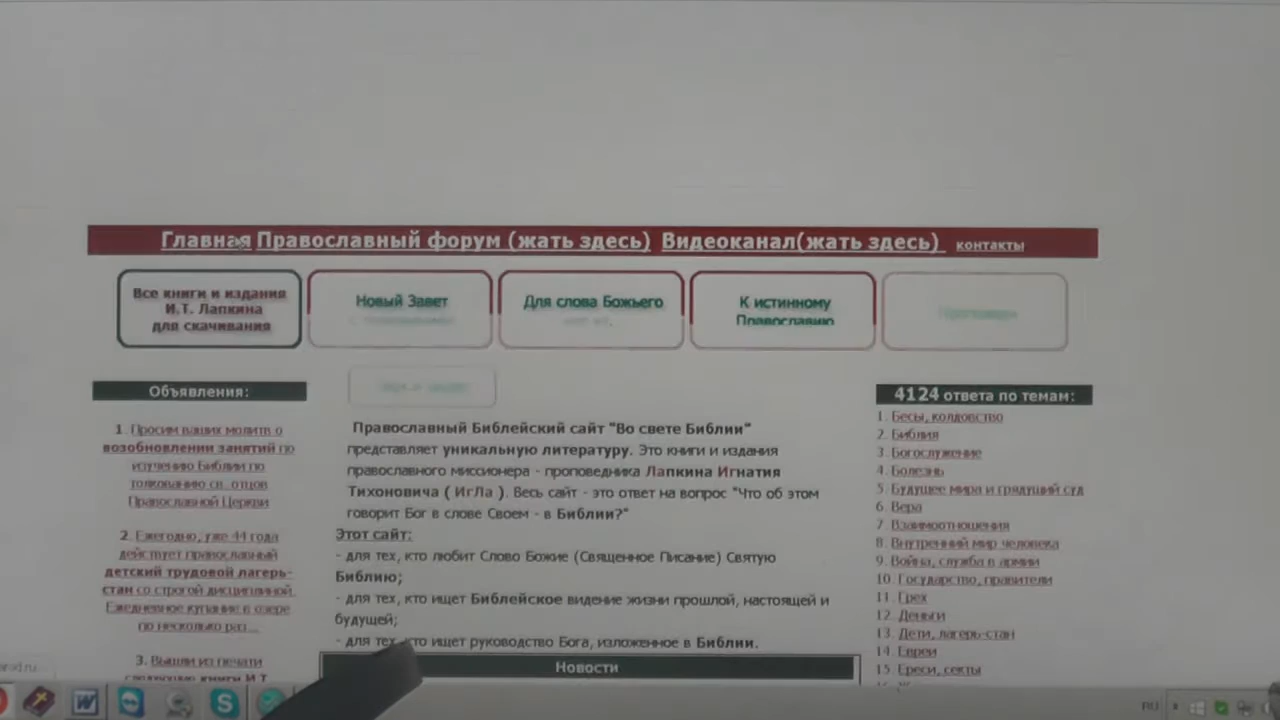 Главная Православный форум (жать здесь) Видеоканал(жать здесь) контакты
Все книги и издания
И.Т. Лапкина
для скачивания
Новый Завет
Для слова Божьего
К истинному
Православию
Объявления:
1. Просим ваших молитв о
возобновлении занятий по
изучению Библии по
толкованию св. отцов
Православной Церкви
2. Ежегодно, уже 44 года
действует православный
детский трудовой лагерь-
стан со строгой дисциплиной.
Ежедневное купание в озере
по несколько раз...
3. Вышли из печати
следующие книги И.Т.
Православный Библейский сайт "Во свете Библии"
представляет уникальную литературу. Это книги и издания
православного миссионера - проповедника Лапкина Игнатия
Тихоновича ( ИгЛа ). Весь сайт - это ответ на вопрос "Что об этом
говорит Бог в слове Своем - в Библии?"
Этот сайт:
- для тех, кто любит Слово Божие (Священное Писание) Святую
Библию;
- для тех, кто ищет Библейское видение жизни прошлой, настоящей и
будущей;
- для тех, кто ищет руководство Бога, изложенное в Библии.
Новости
4124 ответа по темам:
1. Бесы, колдовство
2. Библия
3. Богослужение
4. Болезнь
5. Будущее мира и грядущий суд
6. Вера
7. Взаимоотношения
8. Внутренний мир человека
9. Война, служба в армии
10. Государство, правители
11. Грех
12. Деньги
13. Дети, лагерь-стан
14. Евреи
15. Ереси, секты
RU